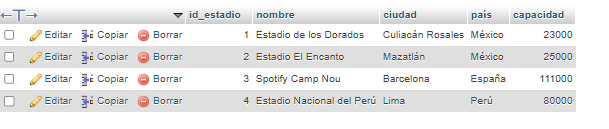 id_estadio nombre ciudad país capacidad
Editar Copiar Borrar 1 Estadio de los Dorados Culiacán Rosales México 23000
Editar Copiar Borrar 2 Estadio El Encanto Mazatlán México 25000
Editar Copiar Borrar 3 Spotify Camp Nou Barcelona España 111000
Editar Copiar Borrar 4 Estadio Nacional del Perú Lima Perú 80000